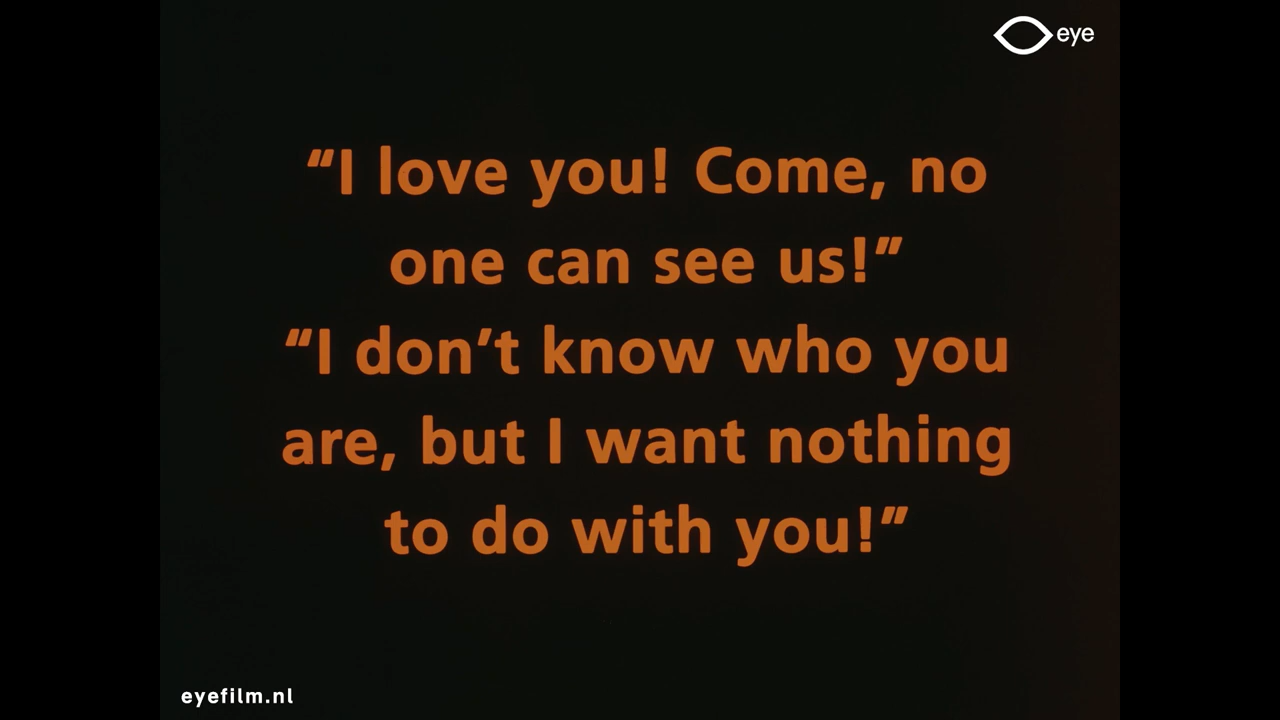 eye
“I love you! Come, no
one can see us!”
“I don’t know who you
are, but I want nothing
to do with you!”
eyefilm.nl